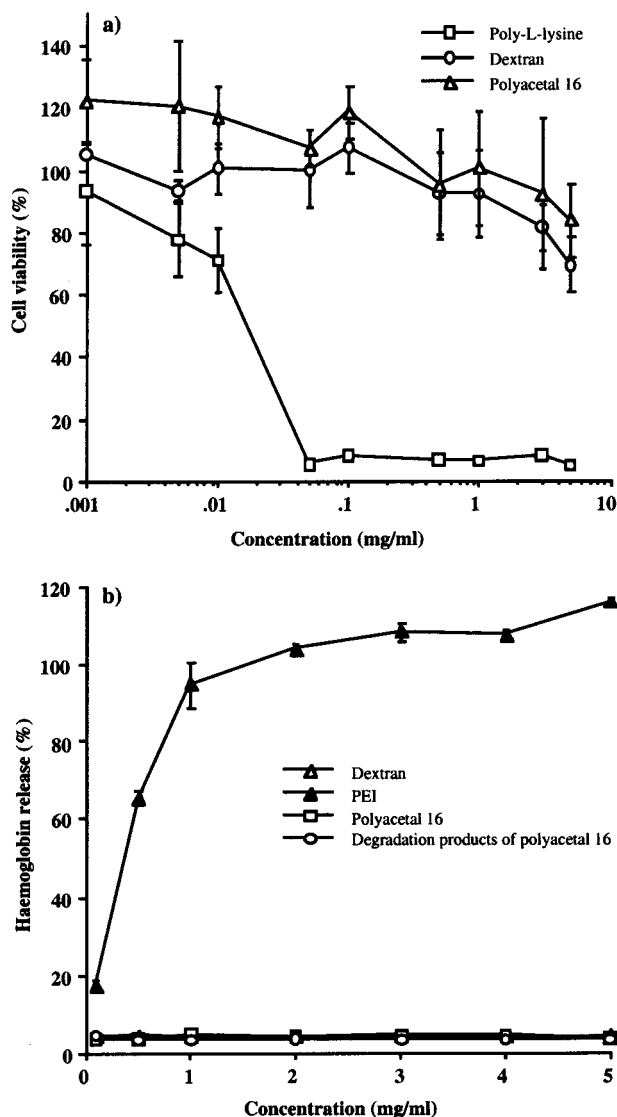 a)
Poly-L-lysine
Dextran
Polyacetal 16
140
120
100
80
60
40
20
0
Cell viability (%)
.001 .01 .1 1 10
Concentration (mg/ml)
b)
120
100
80
60
40
20
0
Haemoglobin release (%)
Dextran
PEI
Polyacetal 16
Degradation products of polyacetal 16
0 1 2 3 4 5
Concentration (mg/ml)